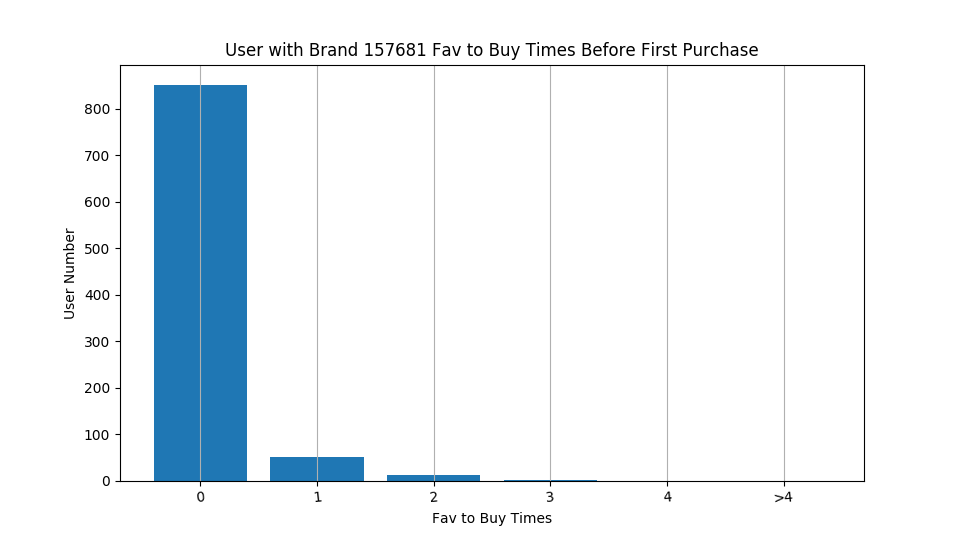 User with Brand 157681 Fav to Buy Times Before First Purchase
800
700
600
500
400
300
200
100
0
User Number
0 1 2 3 4 >4
Fav to Buy Times